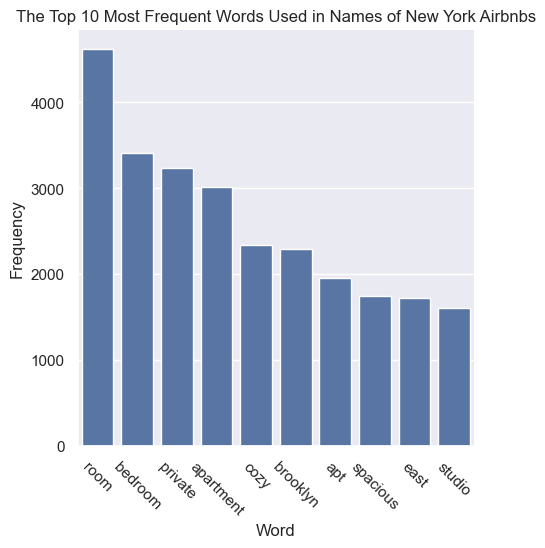 The Top 10 Most Frequent Words Used in Names of New York Airbnbs
4000
3000
2000
1000
0
Frequency
room
bedroom
private
apartment
cozy
brooklyn
apt
spacious
east
studio
Word